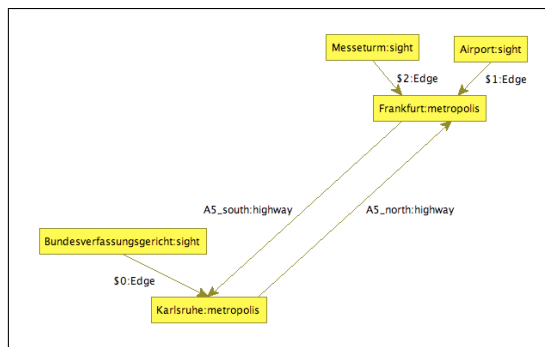 Messeturm:sight
Airport:sight
$2:Edge
$1:Edge
Frankfurt:metropolis
A5_south:highway
A5_north:highway
Bundesverfassungsgericht:sight
$0:Edge
Karlsruhe:metropolis